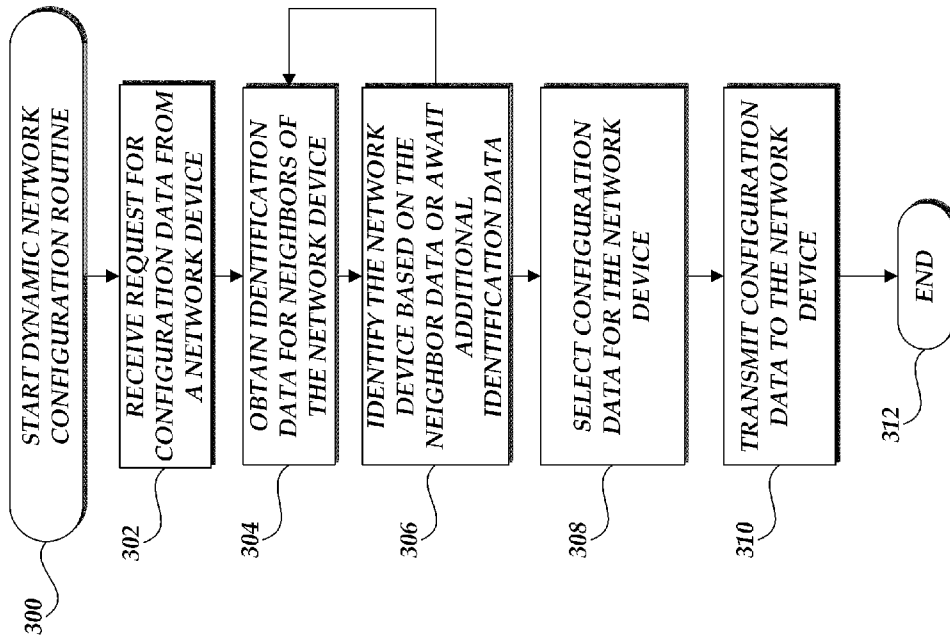 START DYNAMIC NETWORK
CONFIGURATION ROUTINE
300
RECEIVE REQUEST FOR
CONFIGURATION DATA FROM
A NETWORK DEVICE
302
OBTAIN IDENTIFICATION
DATA FOR NEIGHBORS OF
THE NETWORK DEVICE
304
IDENTIFY THE NETWORK
DEVICE BASED ON THE
NEIGHBOR DATA OR AWAIT
ADDITIONAL
IDENTIFICATION DATA
306
SELECT CONFIGURATION
DATA FOR THE NETWORK
DEVICE
308
TRANSMIT CONFIGURATION
DATA TO THE NETWORK
DEVICE
310
END
312